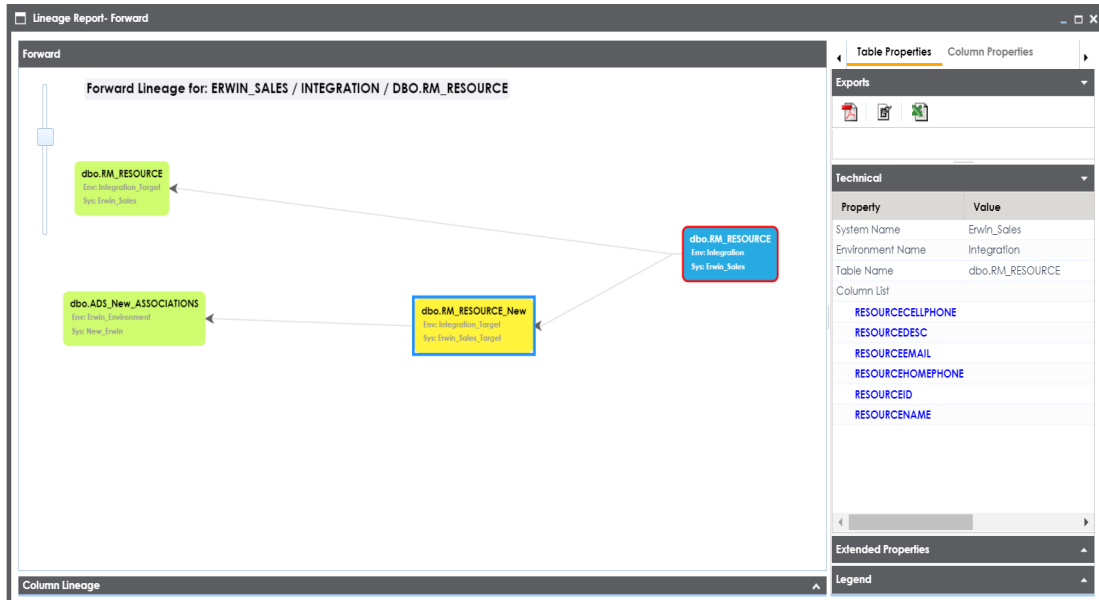 Lineage Report- Forward
Forward
Forward Lineage for: ERWIN_SALES / INTEGRATION / DBO.RM_RESOURCE
dbo.RM_RESOURCE
Env: Integration_Target
Sys: Erwin_Sales
dbo.RM_RESOURCE
Env: Integration
Sys: Erwin_Sales
dbo.ADS_New_ASSOCIATIONS
Env: Erwin_Environment
Sys: New_Erwin
dbo.RM_RESOURCE_New
Env: Integration_Target
Sys: Erwin_Sales_Target
Column Lineage
Table Properties Column Properties
Exports
Technical
Property Value
System Name Erwin_Sales
Environment Name Integration
Table Name dbo.RM_RESOURCE
Column List
RESOURCECELLPHONE
RESOURCEDESC
RESOURCEEMAIL
RESOURCEHOMEPHONE
RESOURCEID
RESOURCENAME
Extended Properties
Legend